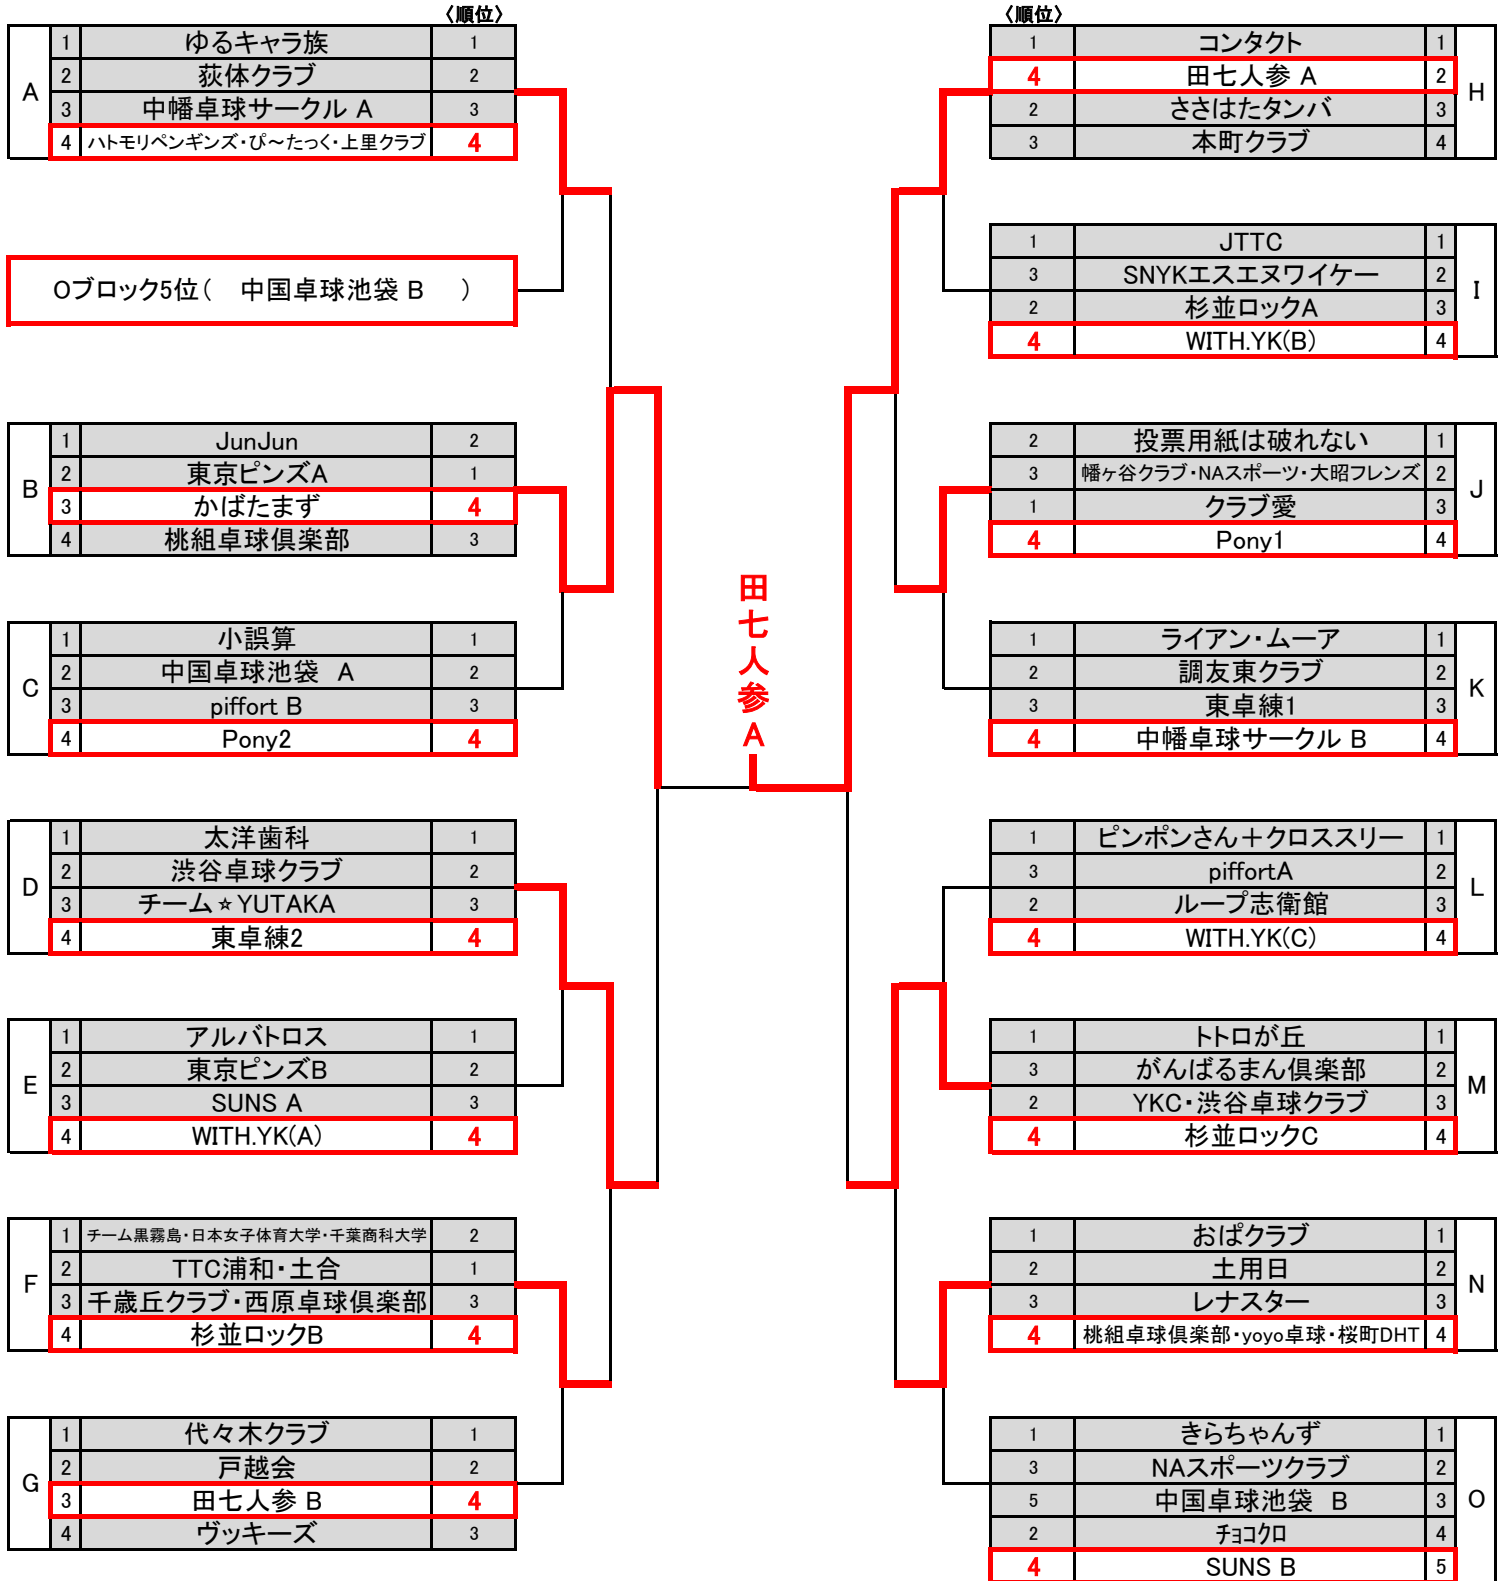 〈順位〉
A
1 ゆるキャラ族 1
2 荻体クラブ 2
3 中幡卓球サークル A 3
4 ハトモリペンギンズ・ぴ～たっく・上里クラブ 4
Oブロック5位( 中国卓球池袋 B )
B
1 JunJun 2
2 東京ピンズA 1
3 かばたまず 4
4 桃組卓球倶楽部 3
C
1 小誤算 1
2 中国卓球池袋 A 2
3 piffort B 3
4 Pony2 4
D
1 太洋歯科 1
2 渋谷卓球クラブ 2
3 チーム☆YUTAKA 3
4 東卓練2 4
E
1 アルバトロス 1
2 東京ピンズB 2
3 SUNS A 3
4 WITH.YK(A) 4
F
1 チーム黒霧島・日本女子体育大学・千葉商科大学 2
2 TTC浦和・土合 1
3 千歳丘クラブ・西原卓球倶楽部 3
4 杉並ロックB 4
G
1 代々木クラブ 1
2 戸越会 2
3 田七人参 B 4
4 ヴッキーズ 3
田七人参A
〈順位〉
1 コンタクト 1
4 田七人参 A 2
2 ささはたタンバ 3
3 本町クラブ 4
H
1 JTTC 1
3 SNYKエスエヌワイケー 2
2 杉並ロックA 3
4 WITH.YK(B) 4
I
2 投票用紙は破れない 1
3 幡ヶ谷クラブ・NAスポーツ・大昭フレンズ 2
1 クラブ愛 3
4 Pony1 4
J
1 ライアン・ムーア 1
2 調友東クラブ 2
3 東卓練1 3
4 中幡卓球サークル B 4
K
1 ピンポンさん＋クロススリー 1
3 piffortA 2
2 ループ志衛館 3
4 WITH.YK(C) 4
L
1 トトロが丘 1
3 がんばるまん倶楽部 2
2 YKC・渋谷卓球クラブ 3
4 杉並ロックC 4
M
1 おぱクラブ 1
2 土用日 2
3 レナスター 3
4 桃組卓球倶楽部・yoyo卓球・桜町DHT 4
N
1 きらちゃんず 1
3 NAスポーツクラブ 2
5 中国卓球池袋 B 3
2 チョコクロ 4
4 SUNS B 5
O